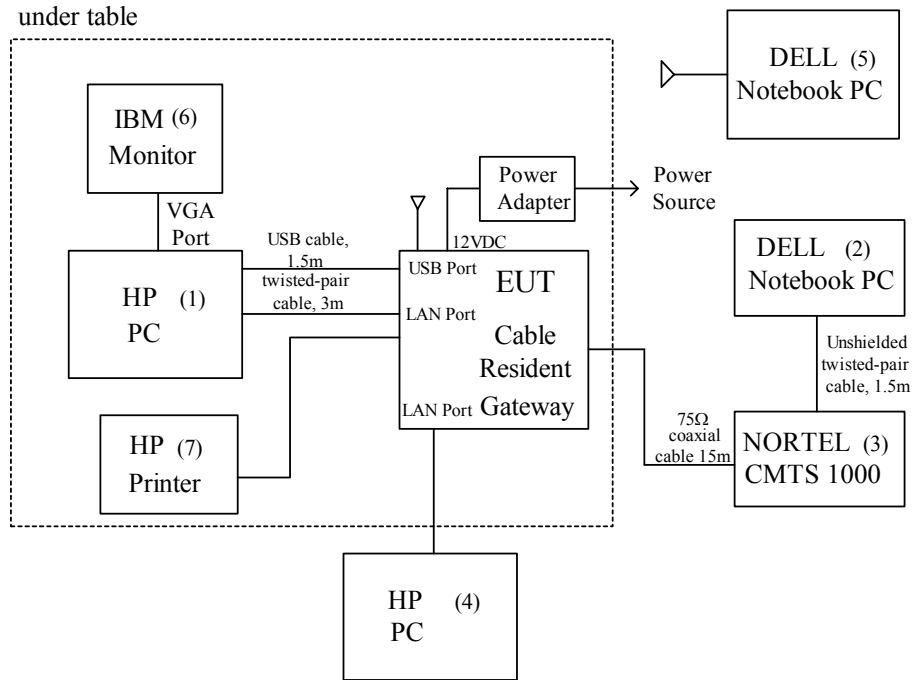 under table
DELL (5)
Notebook PC
IBM (6)
Monitor
Power
Adapter
Power
Source
VGA
Port
12VDC
USB cable,
1.5m
twisted-pair
cable, 3m
USB Port
EUT
DELL (2)
Notebook PC
HP (1)
PC
LAN Port
Cable
Resident
Gateway
LAN Port
Unshielded
twisted-pair
cable, 1.5m
75Ω
coaxial
cable 15m
NORTEL (3)
CMTS 1000
HP (7)
Printer
HP (4)
PC